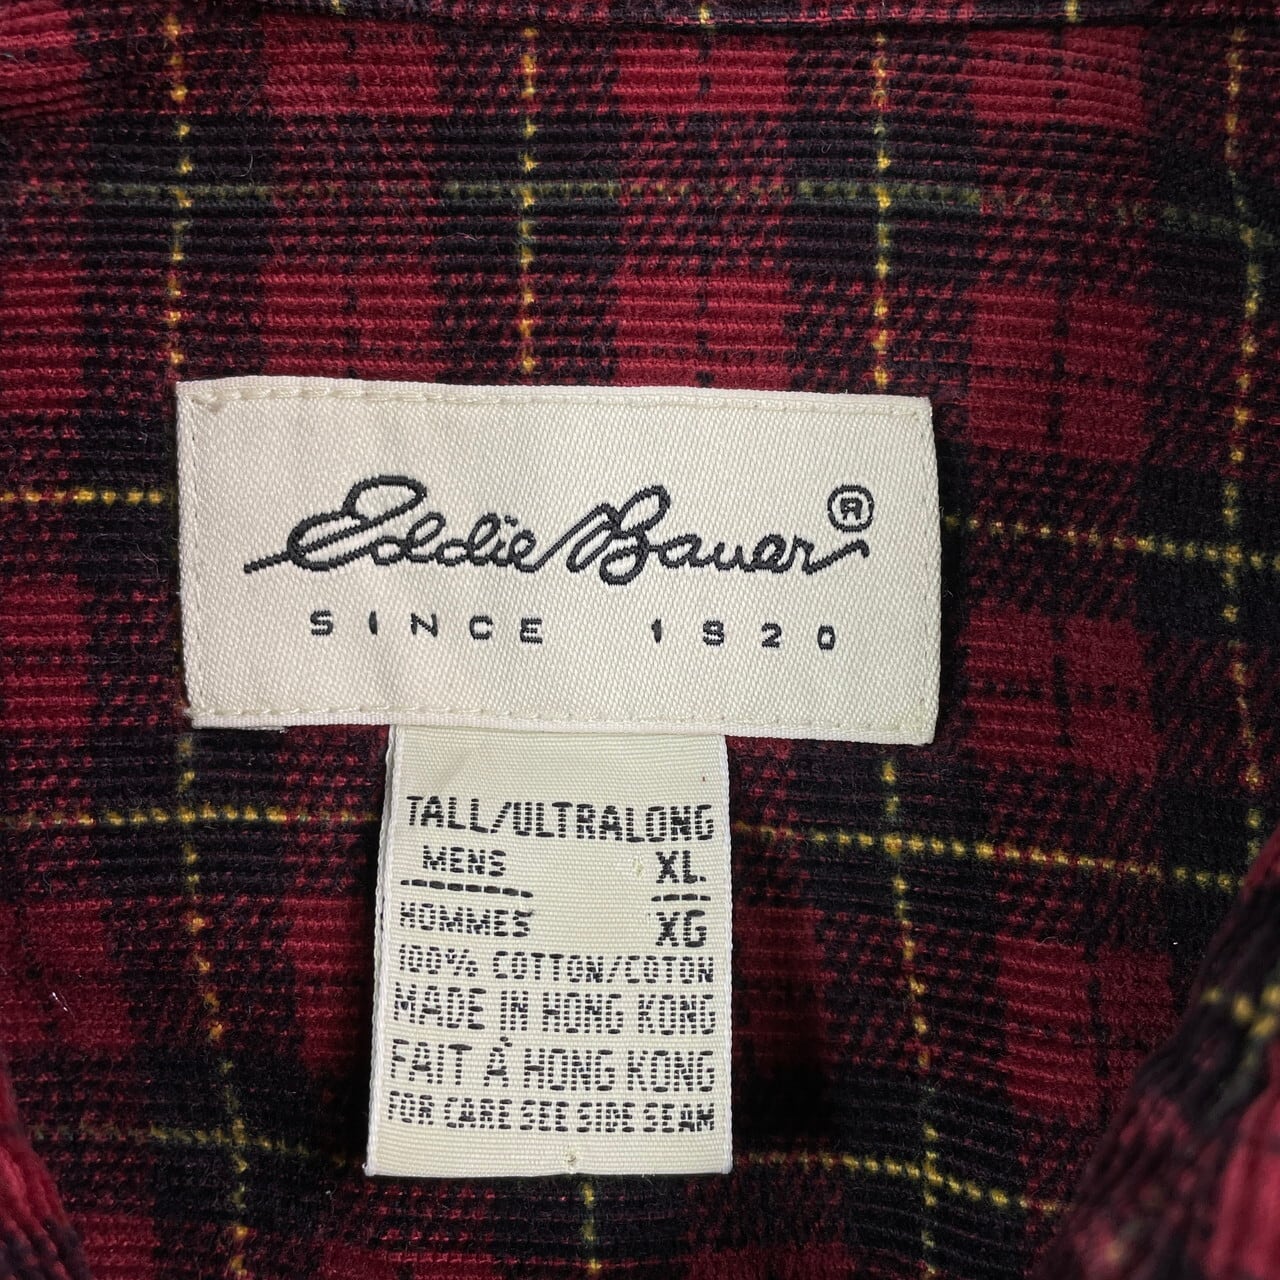 Eddie Bauer®
SINCE 1920
TALL/ULTRALONG
MENS XL.
HOMMES XG
100% COTTON/COTON
MADE IN HONG KONG
FAIT À HONG KONG
FOR CARE SEE SIDE SEAM